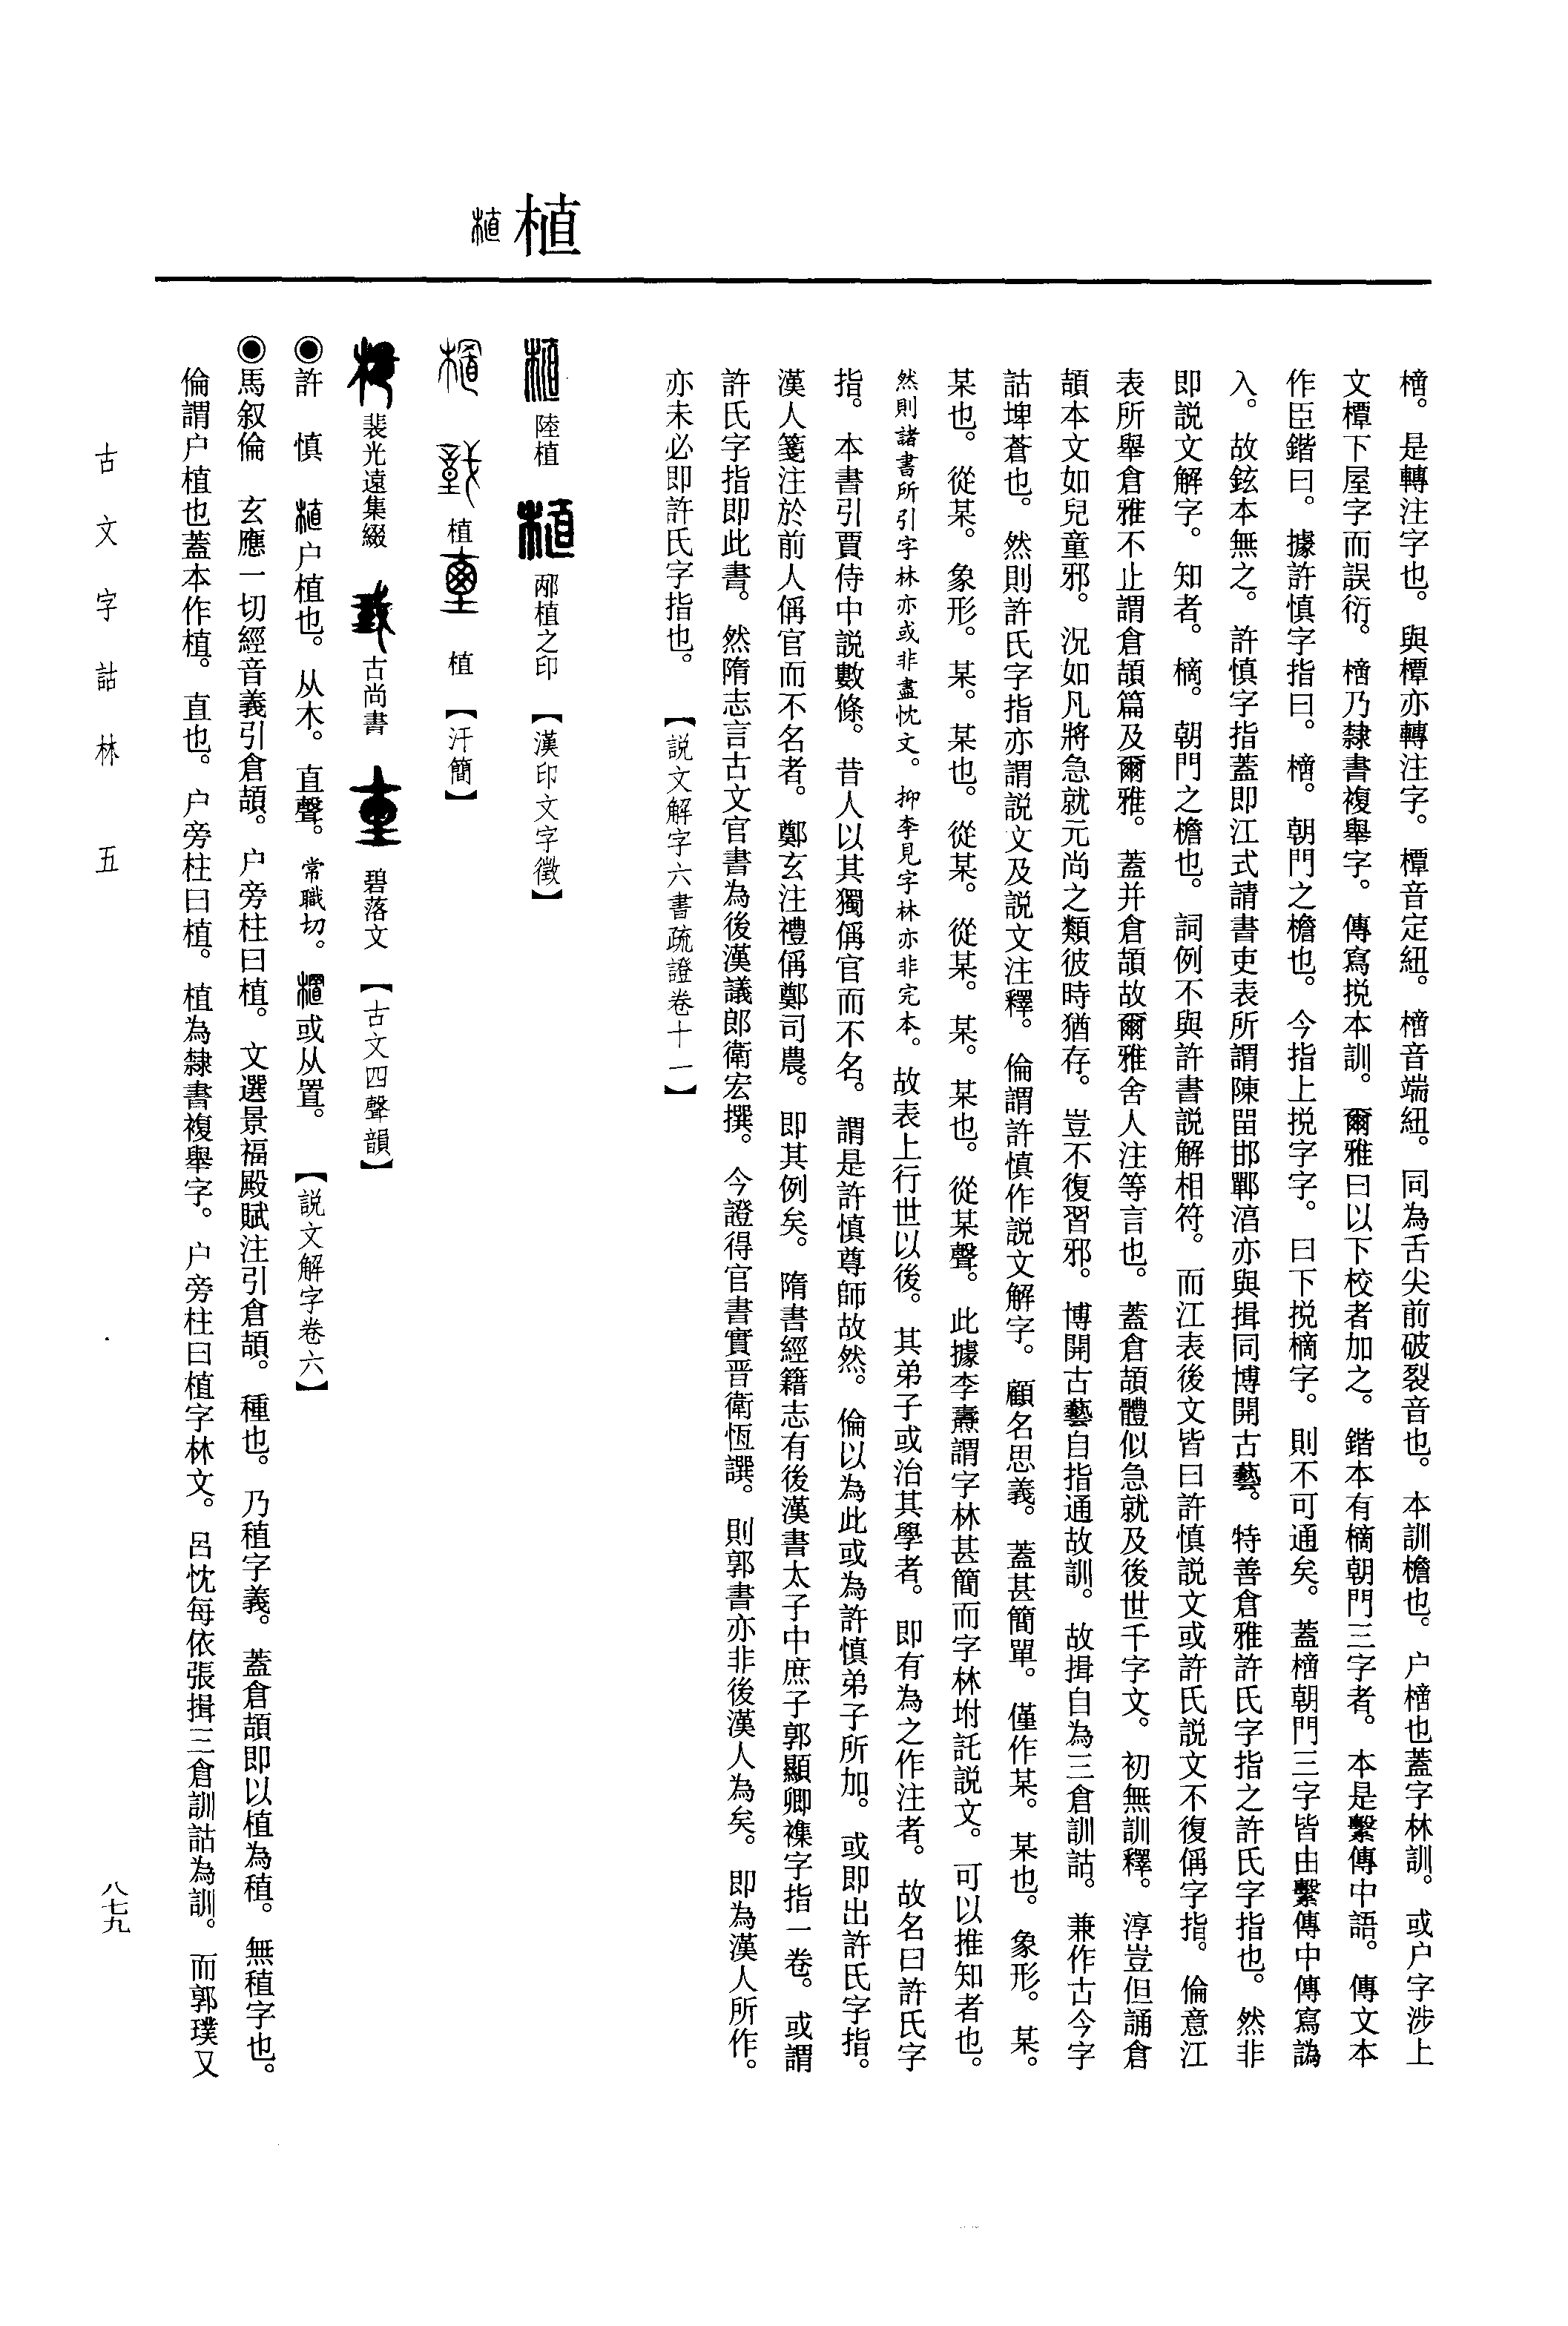 植 植
樀。是轉注字也。與橝亦轉注字。橝音定紐。樀音端紐。同為舌尖前破裂音也。本訓檐也。户樀也蓋字林訓。或户字涉上
文橝下屋字而誤衍。樀乃隸書複舉字。傳寫挩本訓。爾雅曰以下校者加之。鍇本有樀朝門三字者。本是繫傳中語。傳文本
作臣鍇曰。據許慎字指曰。樀。朝門之檐也。今指上挩字字。曰下挩樀字。則不可通矣。蓋樀朝門三字皆由繫傳中傳寫譌
入。故鉉本無之。許慎字指蓋即江式請書吏表所謂陳畱邯鄲湻亦與揖同博開古藝。特善倉雅許氏字指之許氏字指也。然非
即説文解字。知者。樀。朝門之檐也。詞例不與許書説解相符。而江表後文皆曰許慎説文或許氏説文不復偁字指。倫意江
表所舉倉雅不止謂倉頡篇及爾雅。蓋并倉頡故爾雅舍人注等言也。蓋倉頡體似急就及後世千字文。初無訓釋。淳豈但誦倉
頡本文如兒童邪。況如凡將急就元尚之類彼時猶存。豈不復習邪。博開古藝自指通故訓。故揖自為三倉訓詁。兼作古今字
詁埤蒼也。然則許氏字指亦謂説文及説文注釋。倫謂許慎作説文解字。顧名思義。蓋甚簡單。僅作某。某也。象形。某。
某也。從某。象形。某。某也。從某。從某。某。某也。從某聲。此據李燾謂字林甚簡而字林坿託説文。可以推知者也。
然則諸書所引字林亦或非盡忱文。抑李見字林亦非完本。故表上行世以後。其弟子或治其學者。即有為之作注者。故名曰許氏字
指。本書引賈侍中説數條。昔人以其獨偁官而不名。謂是許慎尊師故然。倫以為此或為許慎弟子所加。或即出許氏字指。
漢人箋注於前人偁官而不名者。鄭玄注禮偁鄭司農。即其例矣。隋書經籍志有後漢書太子中庶子郭顯卿襍字指一卷。或謂
許氏字指即此書。然隋志言古文官書為後漢議郎衛宏撰。今證得官書實晉衛恆譔。則郭書亦非後漢人為矣。即為漢人所作。
亦未必即許氏字指也。【説文解字六書疏證卷十一】
陸植 邴植之印 【漢印文字徵】
植 植 【汗簡】
裴光遠集綴 古尚書 碧落文 【古文四聲韻】
◉許 慎 植户植也。从木。直聲。常職切。㯰或从置。 【説文解字卷六】
◉馬叙倫 玄應一切經音義引倉頡。户旁柱曰植。文選景福殿賦注引倉頡。種也。乃稙字義。蓋倉頡即以植為稙。無稙字也。
倫謂户植也蓋本作植。直也。户旁柱曰植。植為隸書複舉字。户旁柱曰植字林文。呂忱每依張揖三倉訓詁為訓。而郭璞又
古文字詁林 五
八七九